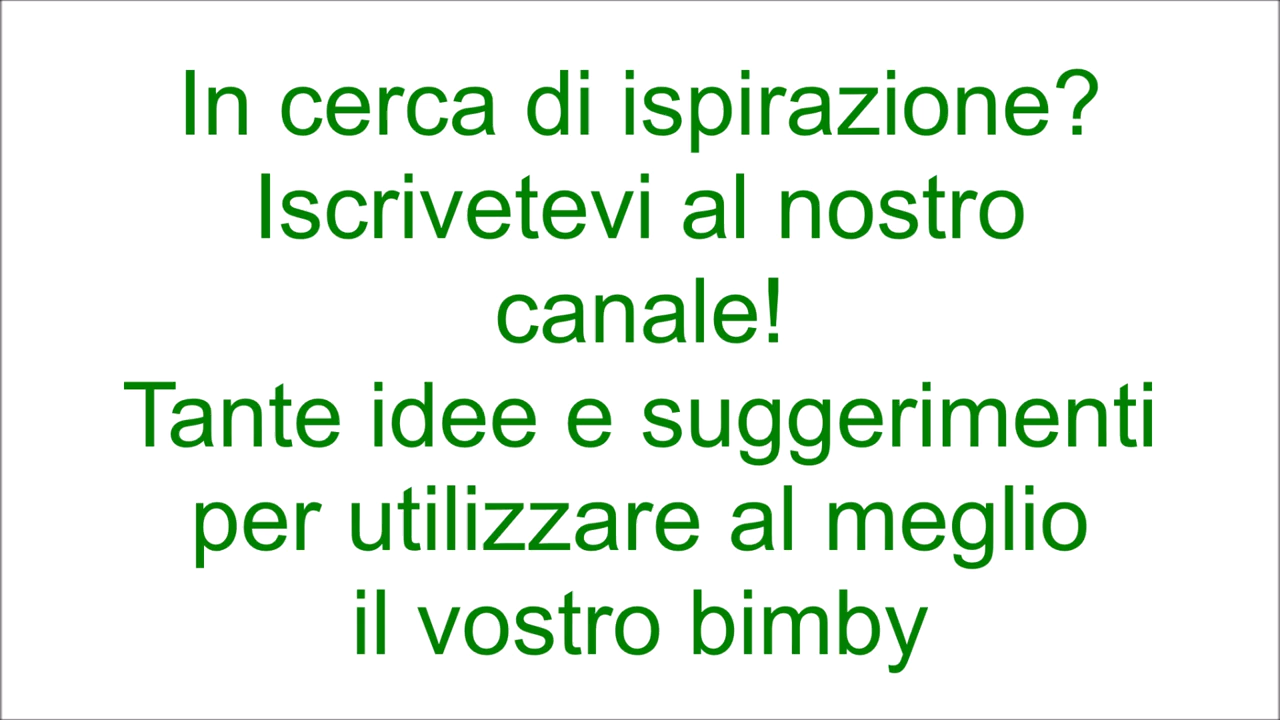 In cerca di ispirazione?
Iscrivetevi al nostro
canale!
Tante idee e suggerimenti
per utilizzare al meglio
il vostro bimby